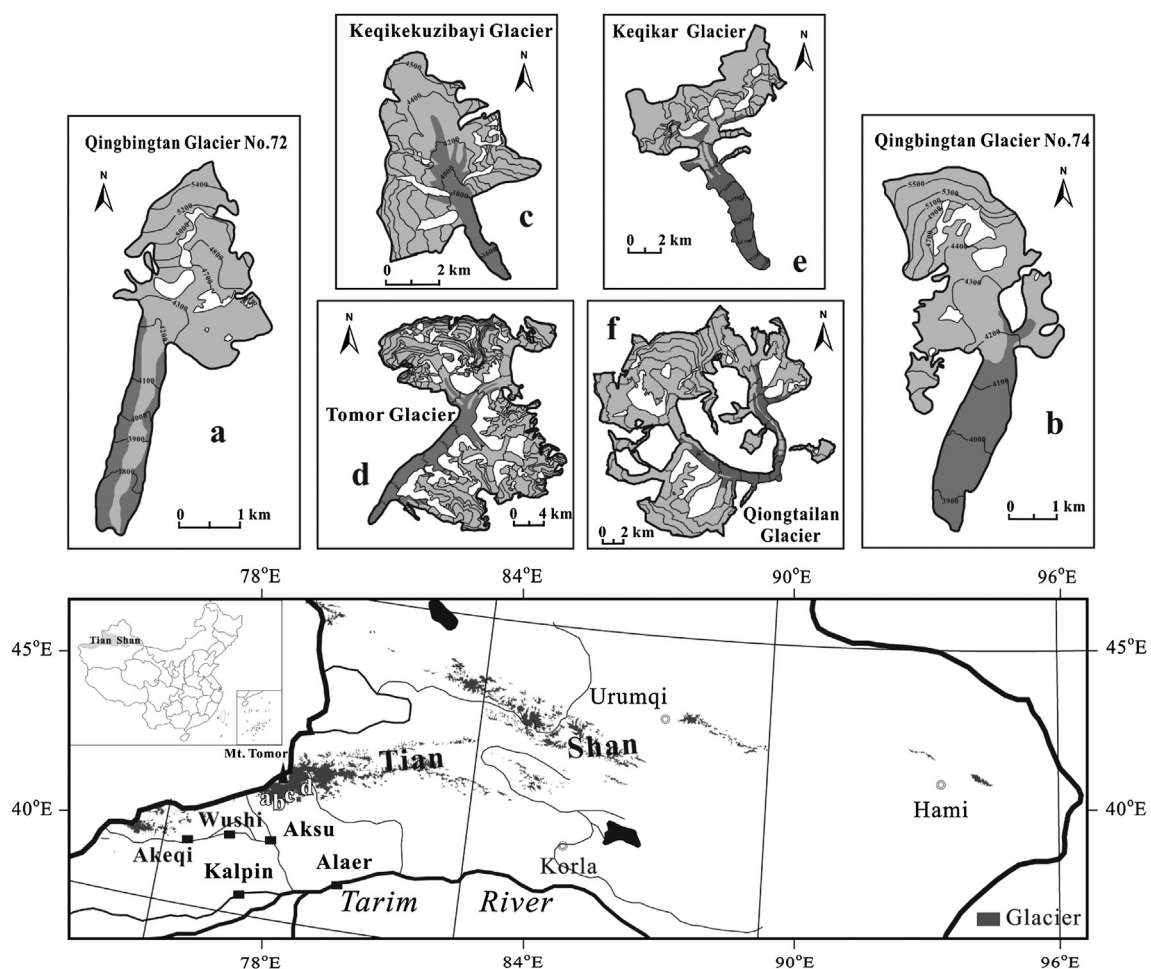 Keqikekuzibayi Glacier
N
4500
4400
4200
4000
3800
3600
c
0 2 km
Keqikar Glacier
N
0 2 km
e
Qingbingtan Glacier No.72
N
5400
5200
5000
4800
4700
4300
4200
4100
4000
3900
3800
a
0 1 km
Qingbingtan Glacier No.74
N
5500
5300
5100
4900
4700
4400
4300
4200
4100
4000
3900
b
0 1 km
N
Tomor Glacier
d
0 4 km
f
N
Qiongtailan
Glacier
0 2 km
78°E 84°E 90°E 96°E
45°E 45°E
Tian Shan
Mt. Tomor
Urumqi
Tian Shan
a b c d
40°E 40°E
Hami
Wushi
Akeqi
Aksu
Korla
Kalpin
Alaer
Tarim River
Glacier
78°E 84°E 90°E 96°E